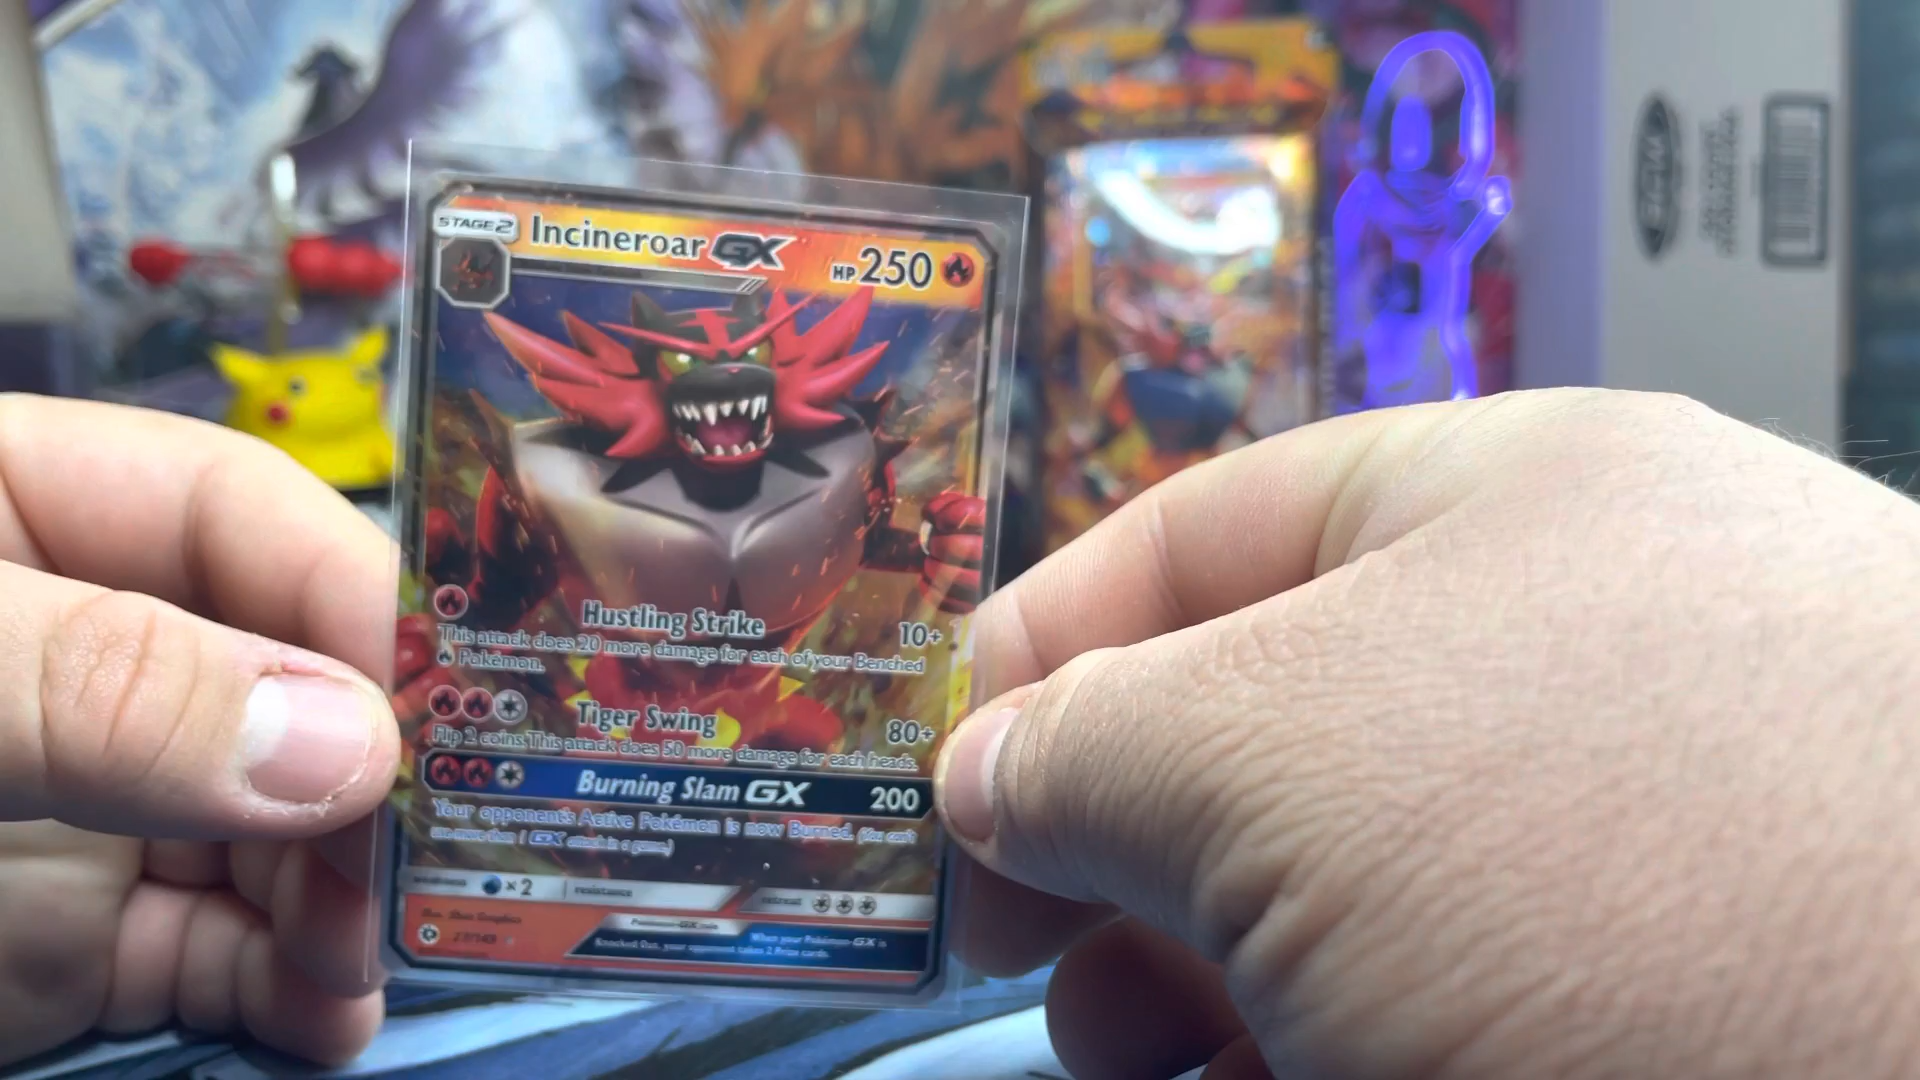 STAGE 2
Incineroar GX
HP 250
Hustling Strike 10+
This attack does 20 more damage for each of your Benched
Pokémon.
Tiger Swing 80+
Flip 2 coins. This attack does 50 more damage for each heads.
Burning Slam GX 200
Your opponent's Active Pokémon is now Burned. (You can't
use more than 1 GX attack in a game.)
weakness ×2 resistance retreat
Pokémon-GX rule
When your Pokémon-GX is
Knocked Out, your opponent takes 2 Prize cards.
27/149